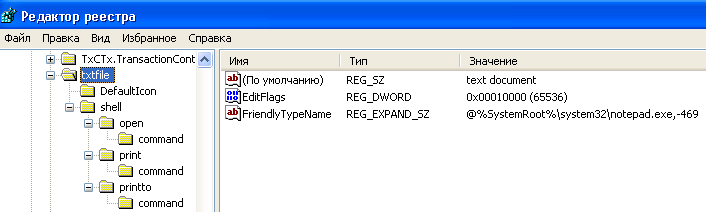 Редактор реестра
Файл Правка Вид Избранное Справка
TxCTx.TransactionCont
txtfile
DefaultIcon
shell
open
command
print
command
printto
command
Имя Тип Значение
(По умолчанию) REG_SZ text document
EditFlags REG_DWORD 0x00010000 (65536)
FriendlyTypeName REG_EXPAND_SZ @%SystemRoot%\system32\notepad.exe,-469